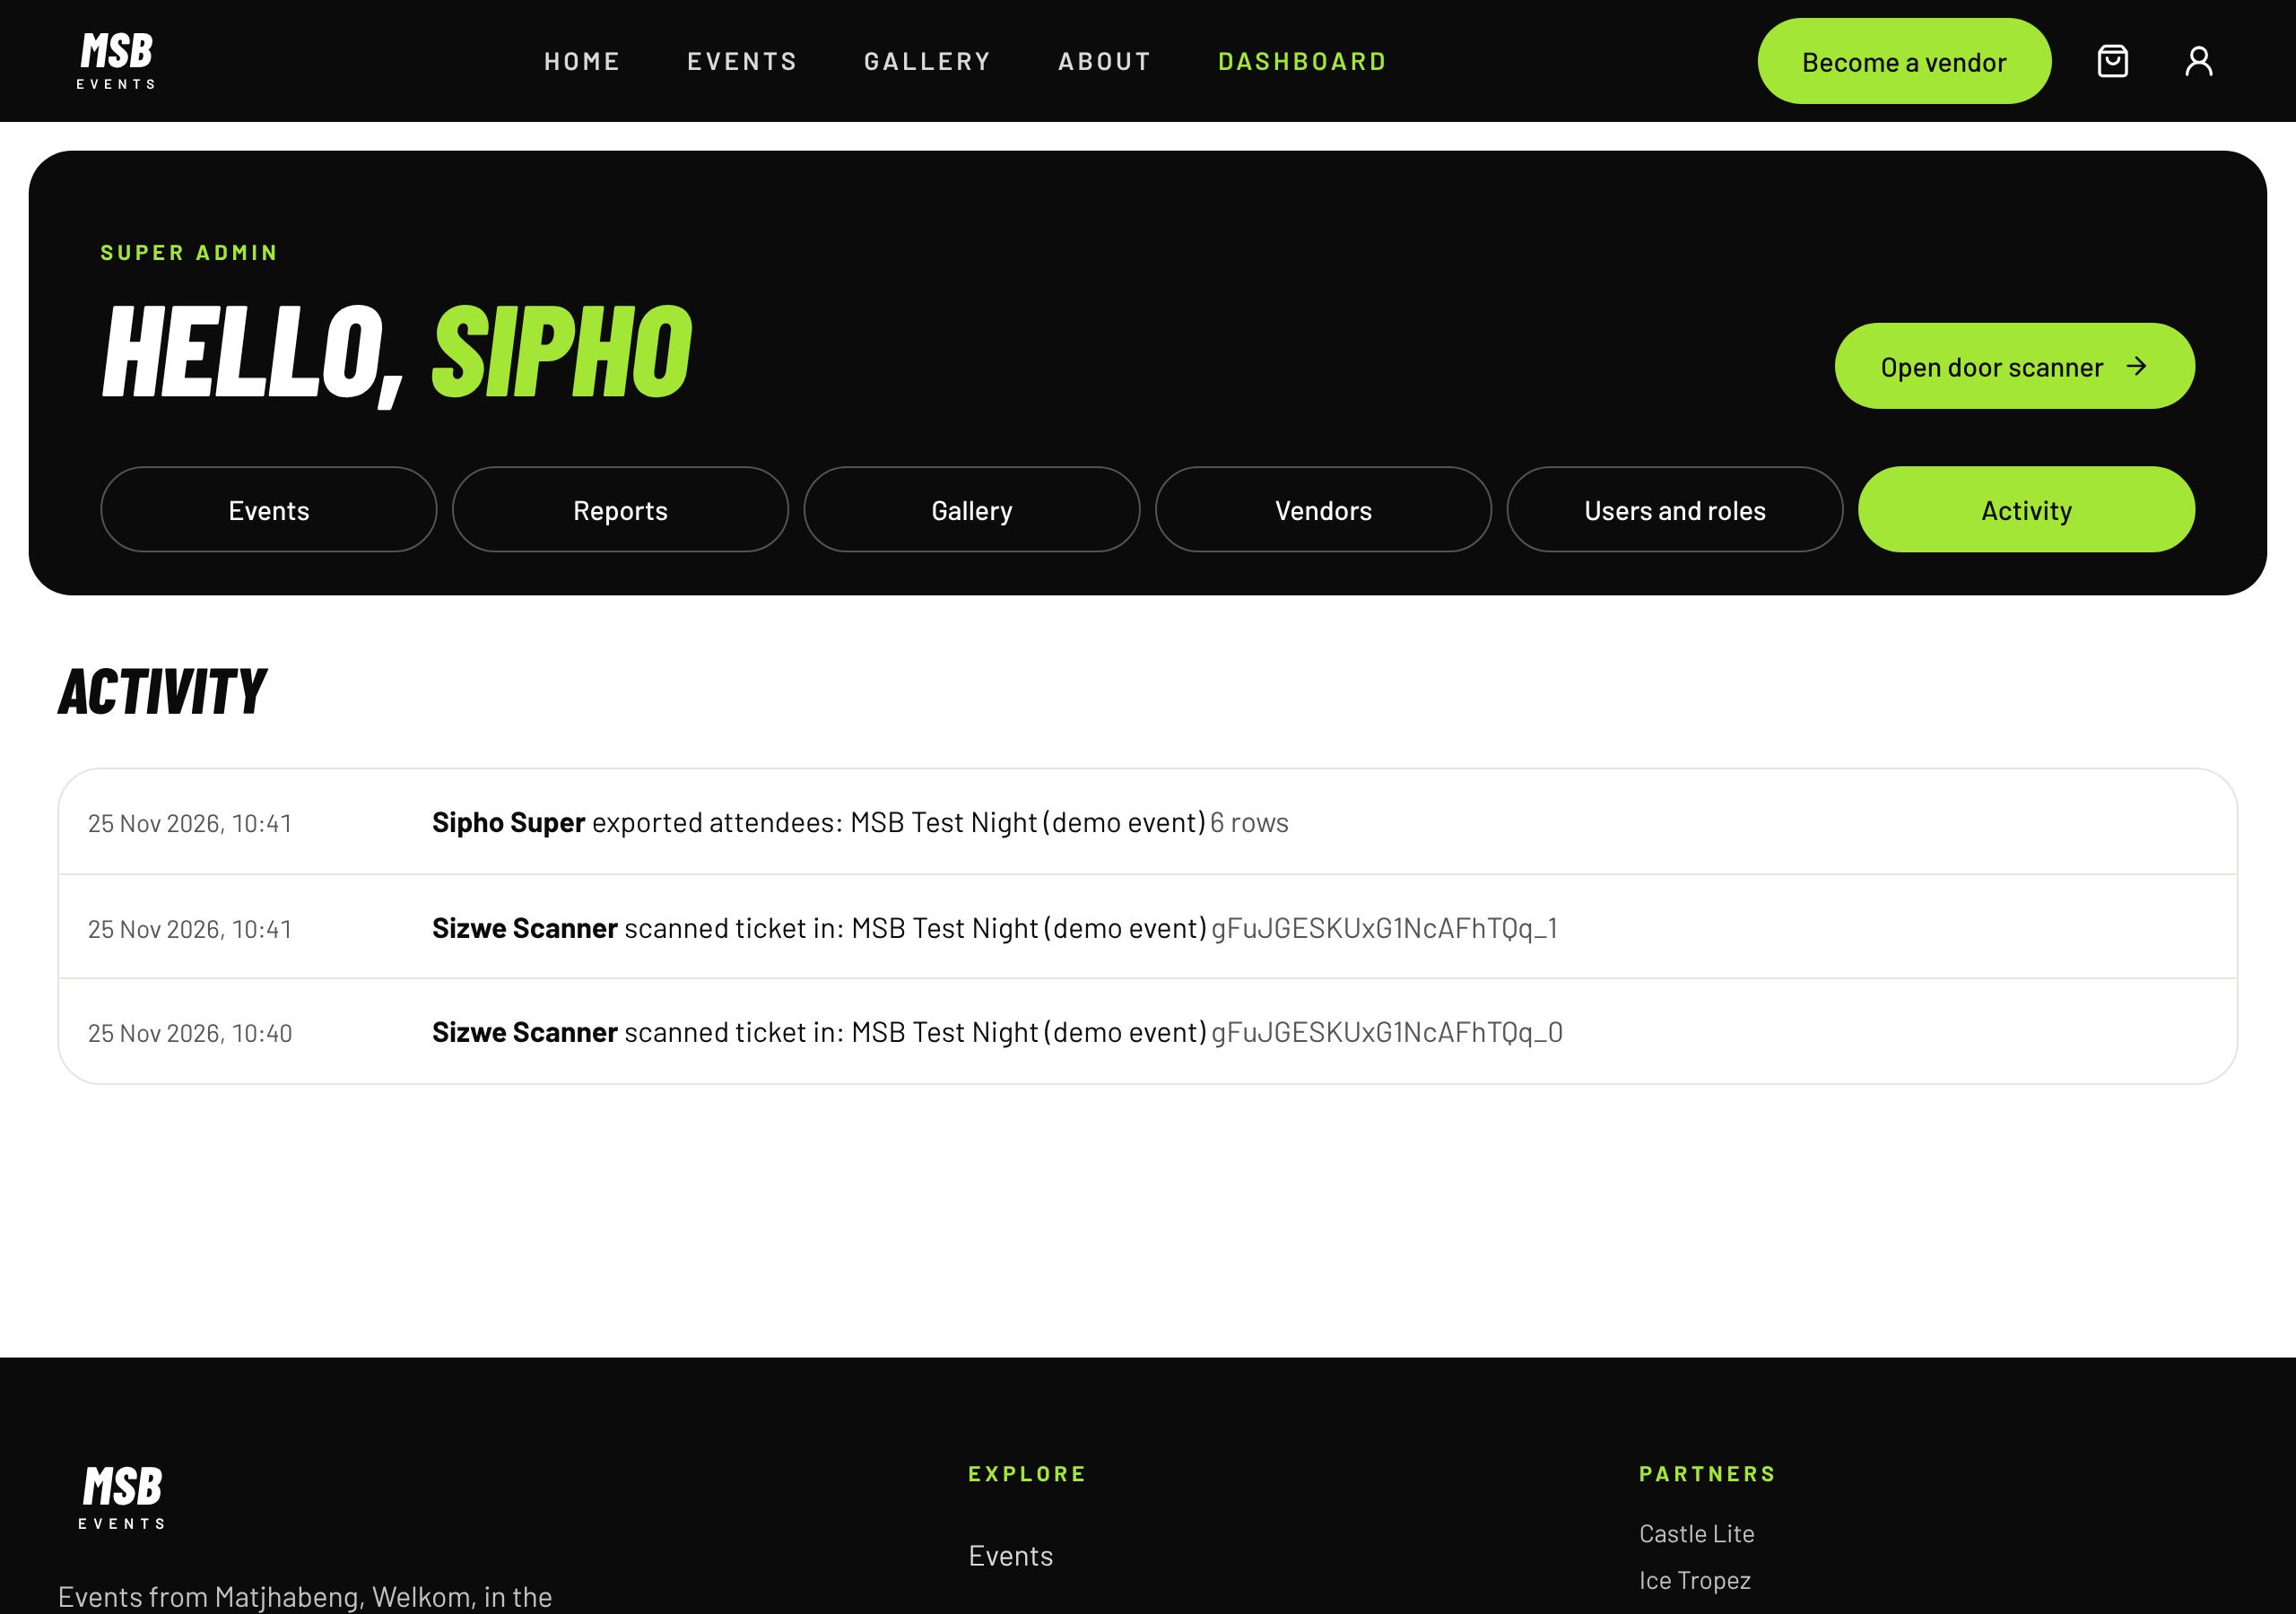 MSB
EVENTS
HOME EVENTS GALLERY ABOUT DASHBOARD
Become a vendor
SUPER ADMIN
HELLO, SIPHO
Open door scanner →
Events Reports Gallery Vendors Users and roles Activity
ACTIVITY
25 Nov 2026, 10:41 Sipho Super exported attendees: MSB Test Night (demo event) 6 rows
25 Nov 2026, 10:41 Sizwe Scanner scanned ticket in: MSB Test Night (demo event) gFuJGESKUxG1NcAFhTQq_1
25 Nov 2026, 10:40 Sizwe Scanner scanned ticket in: MSB Test Night (demo event) gFuJGESKUxG1NcAFhTQq_0
MSB
EVENTS
Events from Matjhabeng, Welkom, in the
EXPLORE
Events
PARTNERS
Castle Lite
Ice Tropez